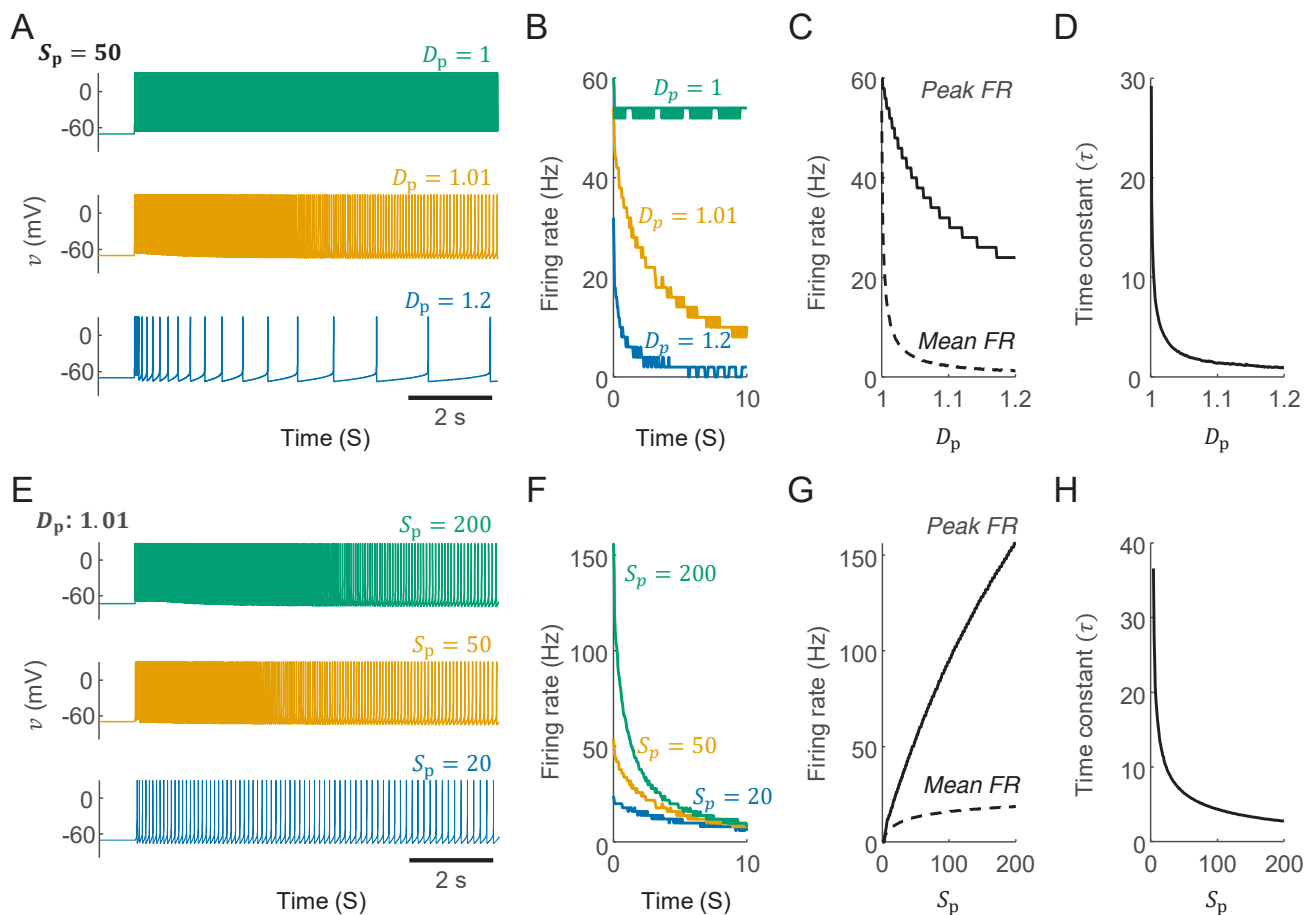 A
S_p = 50
D_p = 1
0
-60
D_p = 1.01
0
-60
D_p = 1.2
0
-60
v (mV)
2 s
Time (S)
B
60
40
20
0
Firing rate (Hz)
D_p = 1
D_p = 1.01
D_p = 1.2
0
10
Time (S)
C
60
40
20
0
Firing rate (Hz)
Peak FR
Mean FR
1
1.1
1.2
D_p
D
30
20
10
0
Time constant (τ)
1
1.1
1.2
D_p
E
D_p: 1.01
S_p = 200
0
-60
S_p = 50
0
-60
S_p = 20
0
-60
v (mV)
2 s
Time (S)
F
150
100
50
0
Firing rate (Hz)
S_p = 200
S_p = 50
S_p = 20
0
10
Time (S)
G
150
100
50
0
Firing rate (Hz)
Peak FR
Mean FR
0
100
200
S_p
H
40
30
20
10
0
Time constant (τ)
0
100
200
S_p